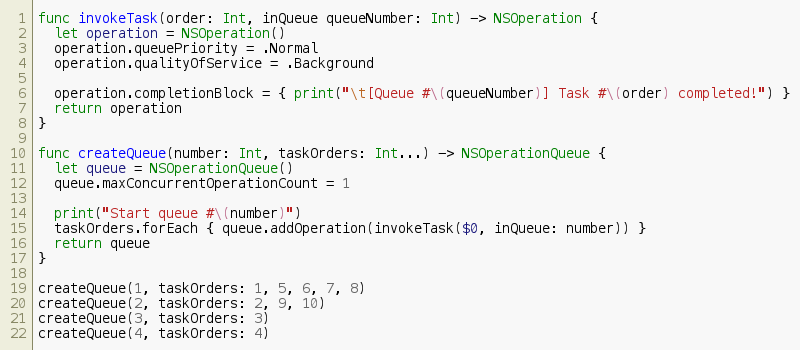 1 func invokeTask(order: Int, inQueue queueNumber: Int) -> NSOperation {
2   let operation = NSOperation()
3   operation.queuePriority = .Normal
4   operation.qualityOfService = .Background
5
6   operation.completionBlock = { print("\t[Queue #\(queueNumber)] Task #\(order) completed!") }
7   return operation
8 }
9
10 func createQueue(number: Int, taskOrders: Int...) -> NSOperationQueue {
11   let queue = NSOperationQueue()
12   queue.maxConcurrentOperationCount = 1
13
14   print("Start queue #\(number)")
15   taskOrders.forEach { queue.addOperation(invokeTask($0, inQueue: number)) }
16   return queue
17 }
18
19 createQueue(1, taskOrders: 1, 5, 6, 7, 8)
20 createQueue(2, taskOrders: 2, 9, 10)
21 createQueue(3, taskOrders: 3)
22 createQueue(4, taskOrders: 4)